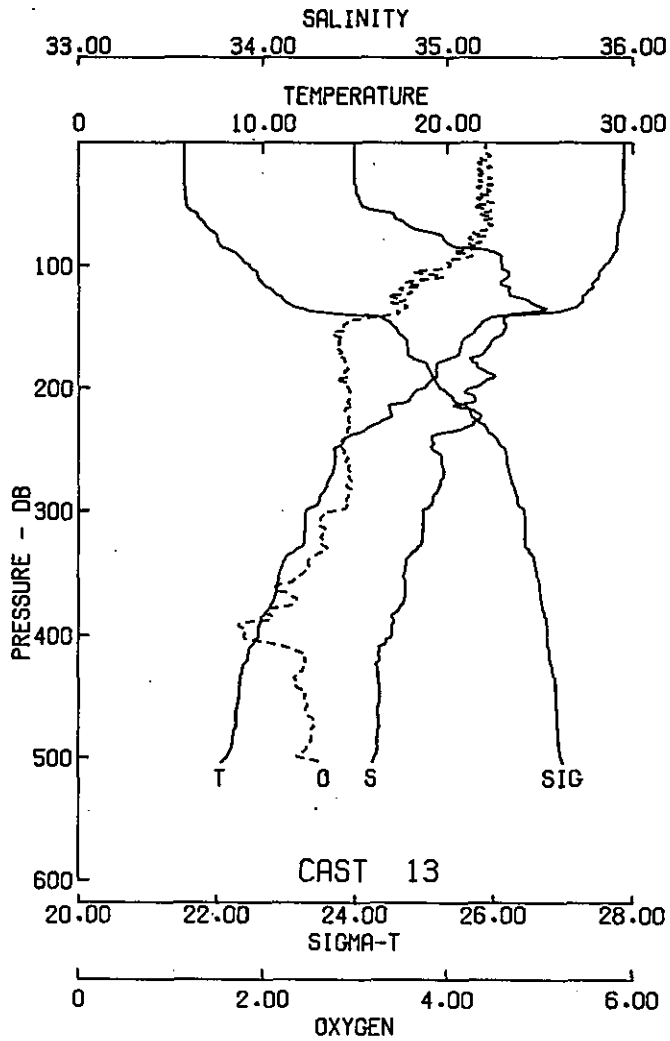 SALINITY
33.00 34.00 35.00 36.00
TEMPERATURE
0 10.00 20.00 30.00
100
200
300
400
500
600
PRESSURE - DB
T O S SIG
CAST 13
20.00 22.00 24.00 26.00 28.00
SIGMA-T
0 2.00 4.00 6.00
OXYGEN